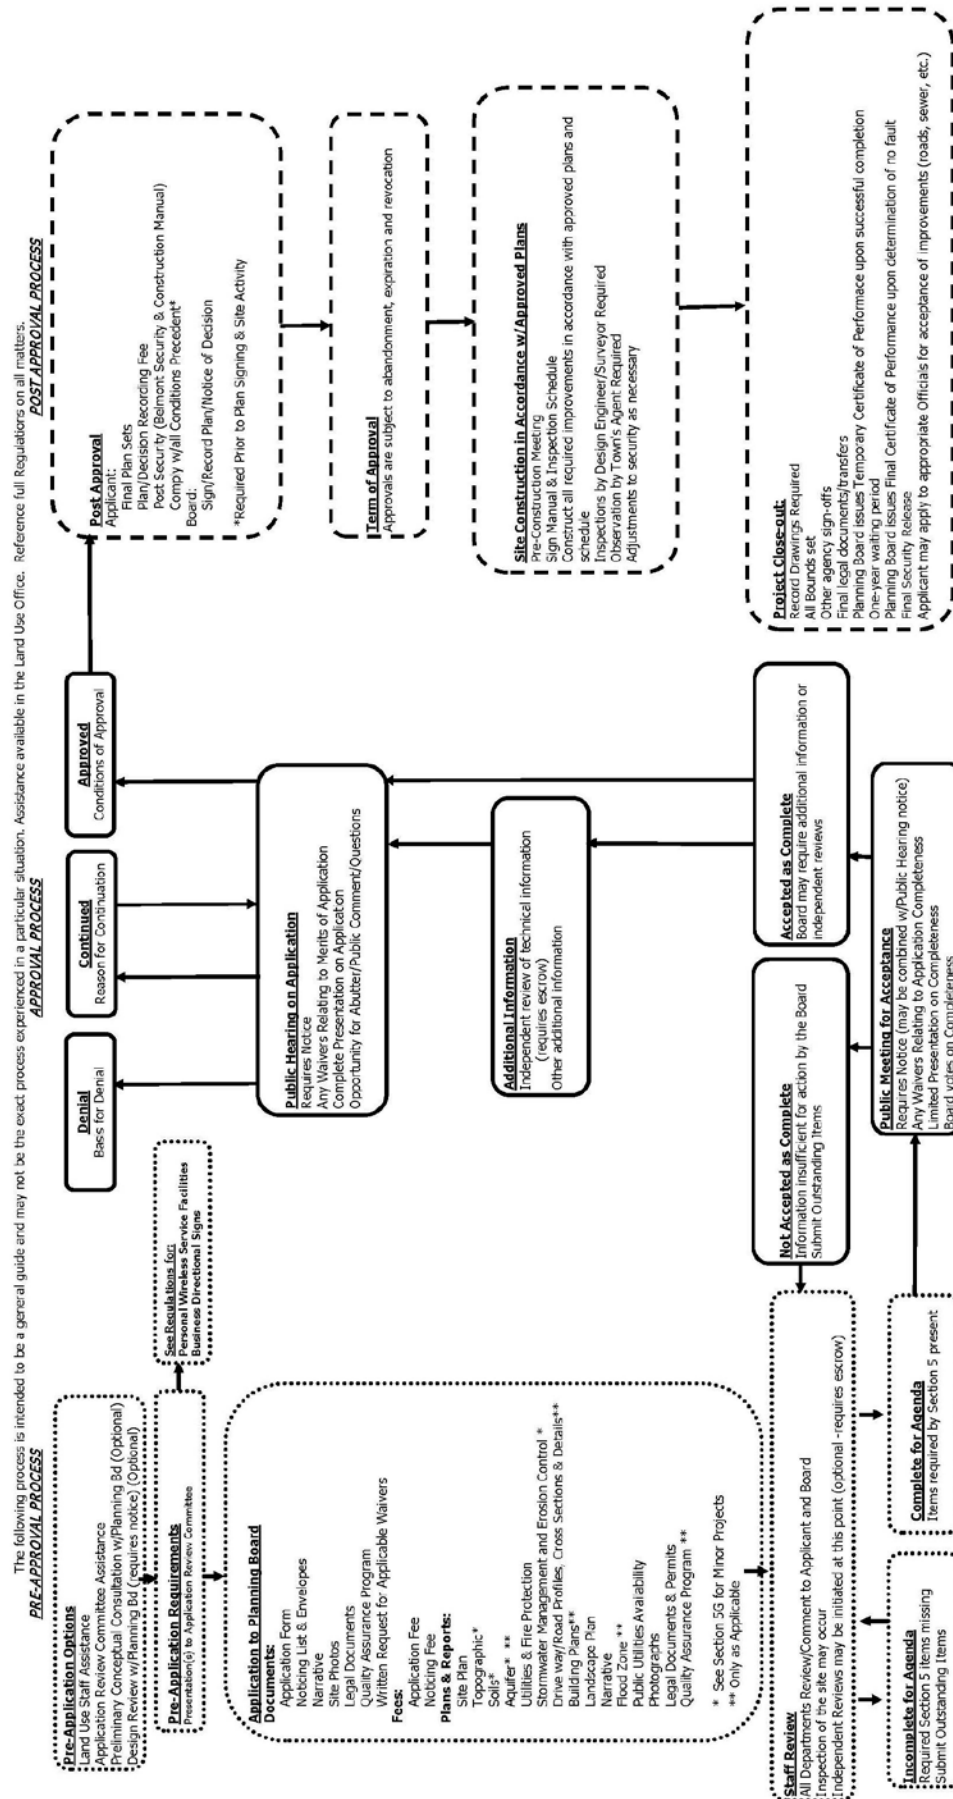 The following process is intended to be a general guide and may not be the exact process experienced in a particular situation. Assistance available in the Land Use Office. Reference full Regulations on all matters.
PRE-APPROVAL PROCESS
APPROVAL PROCESS
POST APPROVAL PROCESS
Pre-Application Options
Land Use Staff Assistance
Application Review Committee Assistance
Preliminary Conceptual Consultation w/Planning Bd (Optional)
Design Review w/Planning Bd (requires notice) (Optional)
Pre-Application Requirements
Presentation(s) to Application Review Committee
See Regulations for:
Personal Wireless Service Facilities
Business Directional Signs
Application to Planning Board
Documents:
Application Form
Noticing List & Envelopes
Narrative
Site Photos
Legal Documents
Quality Assurance Program
Written Request for Applicable Waivers
Fees:
Application Fee
Noticing Fee
Plans & Reports:
Site Plan
Topographic*
Soils*
Aquifer* **
Utilities & Fire Protection
Stormwater Management and Erosion Control *
Driveway/Road Profiles, Cross Sections & Details**
Building Plans**
Landscape Plan
Narrative
Flood Zone **
Public Utilities Availability
Photographs
Legal Documents & Permits
Quality Assurance Program **
* See Section 5G for Minor Projects
** Only as Applicable
Staff Review
All Departments Review/Comment to Applicant and Board
Inspection of the site may occur
Independent Reviews may be initiated at this point (optional -requires escrow)
Incomplete for Agenda
Required Section 5 items missing
Submit Outstanding Items
Complete for Agenda
Items required by Section 5 present
Denial
Bass for Denial
Continued
Reason for Continuation
Approved
Conditions of Approval
Public Hearing on Application
Requires Notice
Any Waivers Relating to Merits of Application
Complete Presentation on Application
Opportunity for Abutter/Public Comment/Questions
Additional Information
Independent review of technical information
(requires escrow)
Other additional information
Not Accepted as Complete
Information insufficient for action by the Board
Submit Outstanding Items
Accepted as Complete
Board may require additional information or
independent reviews
Public Meeting for Acceptance
Requires Notice (may be combined w/Public Hearing notice)
Any Waivers Relating to Application Completeness
Limited Presentation on Completeness
Board votes on Completeness
Post Approval
Applicant:
Final Plan Sets
Plan/Decision Recording Fee
Post Security (Belmont Security & Construction Manual)
Comply w/all Conditions Precedent*
Board:
Sign/Record Plan/Notice of Decision
*Required Prior to Plan Signing & Site Activity
Term of Approval
Approvals are subject to abandonment, expiration and revocation
Site Construction in Accordance w/Approved Plans
Pre-Construction Meeting
Sign Manual & Inspection Schedule
Construct all required improvements in accordance with approved plans and
schedule
Inspections by Design Engineer/Surveyor Required
Observation by Town's Agent Required
Adjustments to security as necessary
Project Close-out:
Record Drawings Required
All Bounds set
Other agency sign-offs
Final legal documents/transfers
Planning Board issues Temporary Certificate of Performace upon successful completion
One-year waiting period
Planning Board issues Final Certificate of Performance upon determination of no fault
Final Security Release
Applicant may apply to appropriate Officials for acceptance of improvements (roads, sewer, etc.)